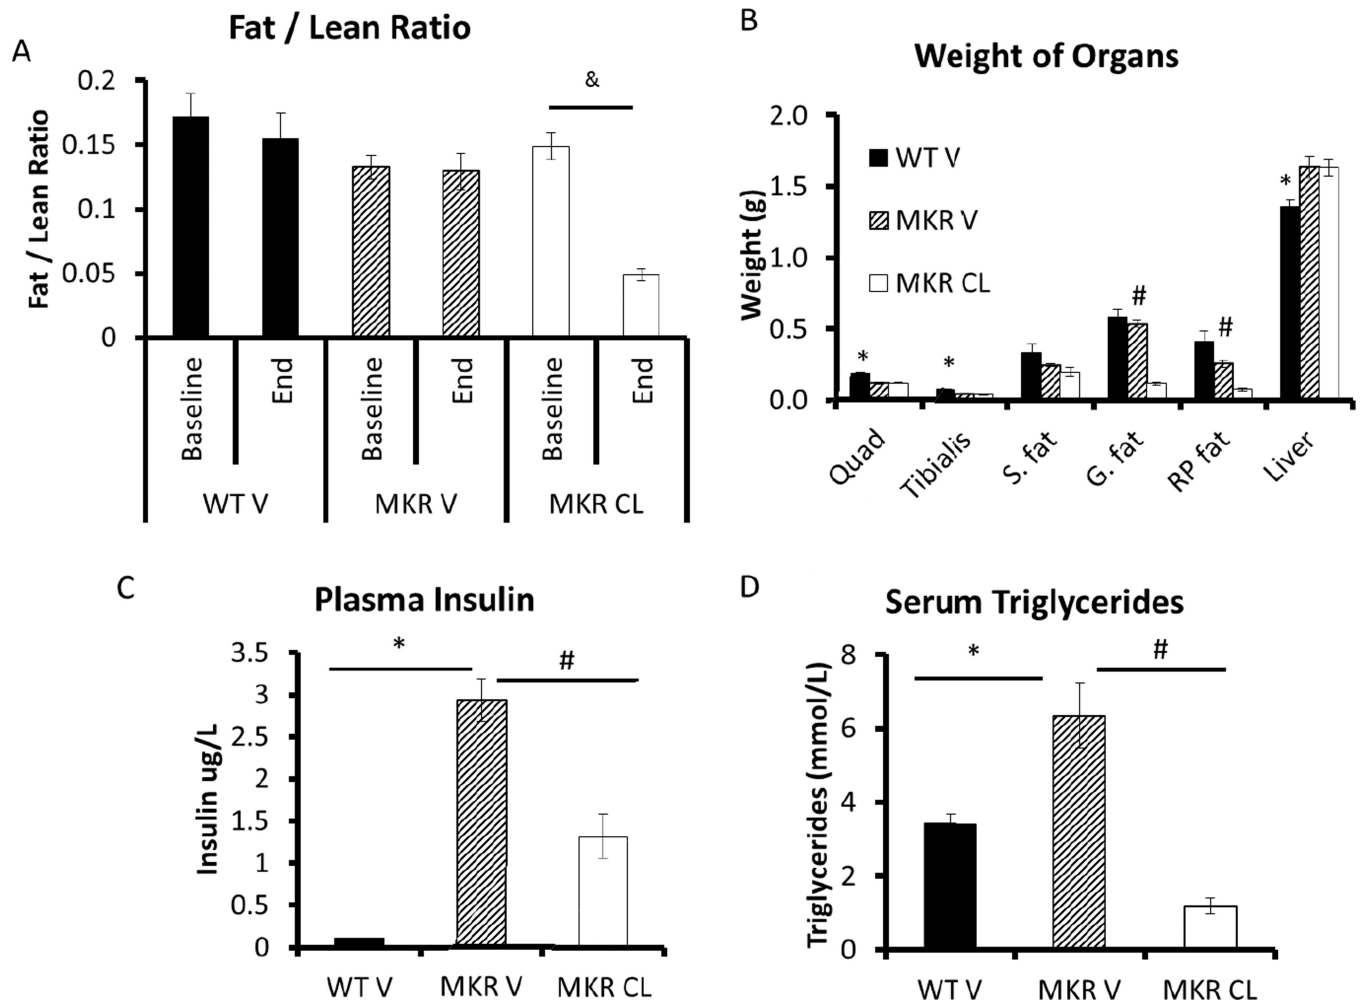 A
Fat / Lean Ratio
Fat / Lean Ratio
0.2
0.15
0.1
0.05
0
&
Baseline
End
Baseline
End
Baseline
End
WT V
MKR V
MKR CL
B
Weight of Organs
Weight (g)
2.0
1.5
1.0
0.5
0.0
WT V
MKR V
MKR CL
*
*
#
#
*
Quad
Tibialis
S. fat
G. fat
RP fat
Liver
C
Plasma Insulin
Insulin ug/L
3.5
3
2.5
2
1.5
1
0.5
0
*
#
WT V
MKR V
MKR CL
D
Serum Triglycerides
Triglycerides (mmol/L)
8
6
4
2
0
*
#
WT V
MKR V
MKR CL